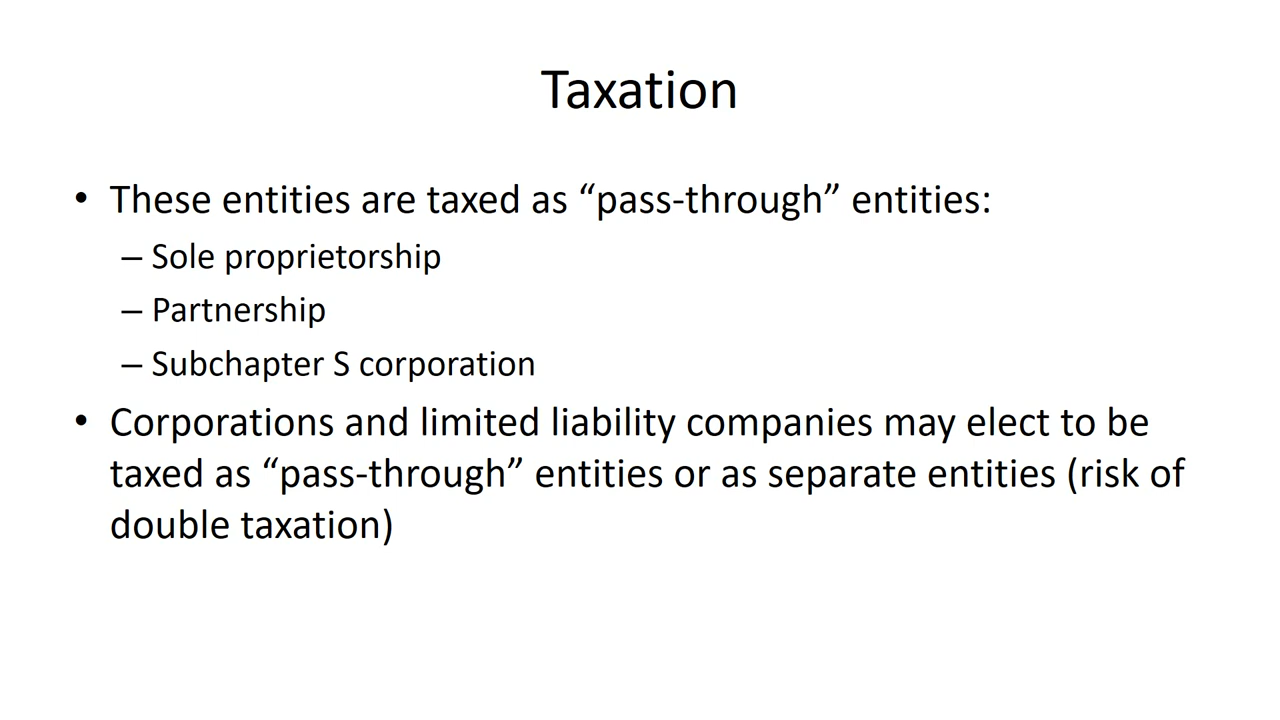 Taxation
• These entities are taxed as “pass-through” entities:
– Sole proprietorship
– Partnership
– Subchapter S corporation
• Corporations and limited liability companies may elect to be
taxed as “pass-through” entities or as separate entities (risk of
double taxation)